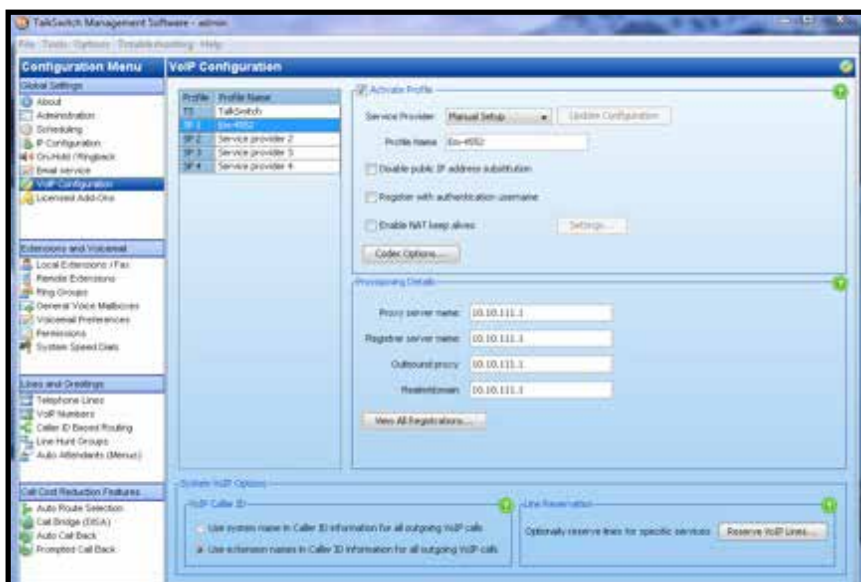 TalkSwitch Management Software - admin
File Tools Options Troubleshooting Help
Configuration Menu
Global Settings
About
Administration
Scheduling
IP Configuration
On-Hold / Ringback
Email service
VoIP Configuration
Licensed Add-Ons
Extensions and Voicemail
Local Extensions / Fax
Remote Extensions
Ring Groups
General Voice Mailboxes
Voicemail Preferences
Permissions
System Speed Dials
Lines and Greetings
Telephone Lines
VoIP Numbers
Caller ID Based Routing
Line Hunt Groups
Auto Attendants (Menus)
Call Cost Reduction Features
Auto Route Selection
Call Bridge (DISA)
Auto Call Back
Prompted Call Back
VoIP Configuration
Profile Profile Name
TS TalkSwitch
SP 1 Em-4552
SP 2 Service provider 2
SP 3 Service provider 3
SP 4 Service provider 4
Activate Profile
Service Provider: Manual Setup Update Configuration
Profile Name: Em-4552
Disable public IP address substitution
Register with authentication username
Enable NAT keep alives Settings...
Codec Options...
Provisioning Details
Proxy server name: 10.10.111.1
Registrar server name: 10.10.111.1
Outbound proxy: 10.10.111.1
Realm/domain: 10.10.111.1
View All Registrations...
System VoIP Options
VoIP Caller ID
Use system name in Caller ID information for all outgoing VoIP calls
Use extension names in Caller ID information for all outgoing VoIP calls
Line Reservation
Optionally reserve lines for specific services Reserve VoIP Lines...